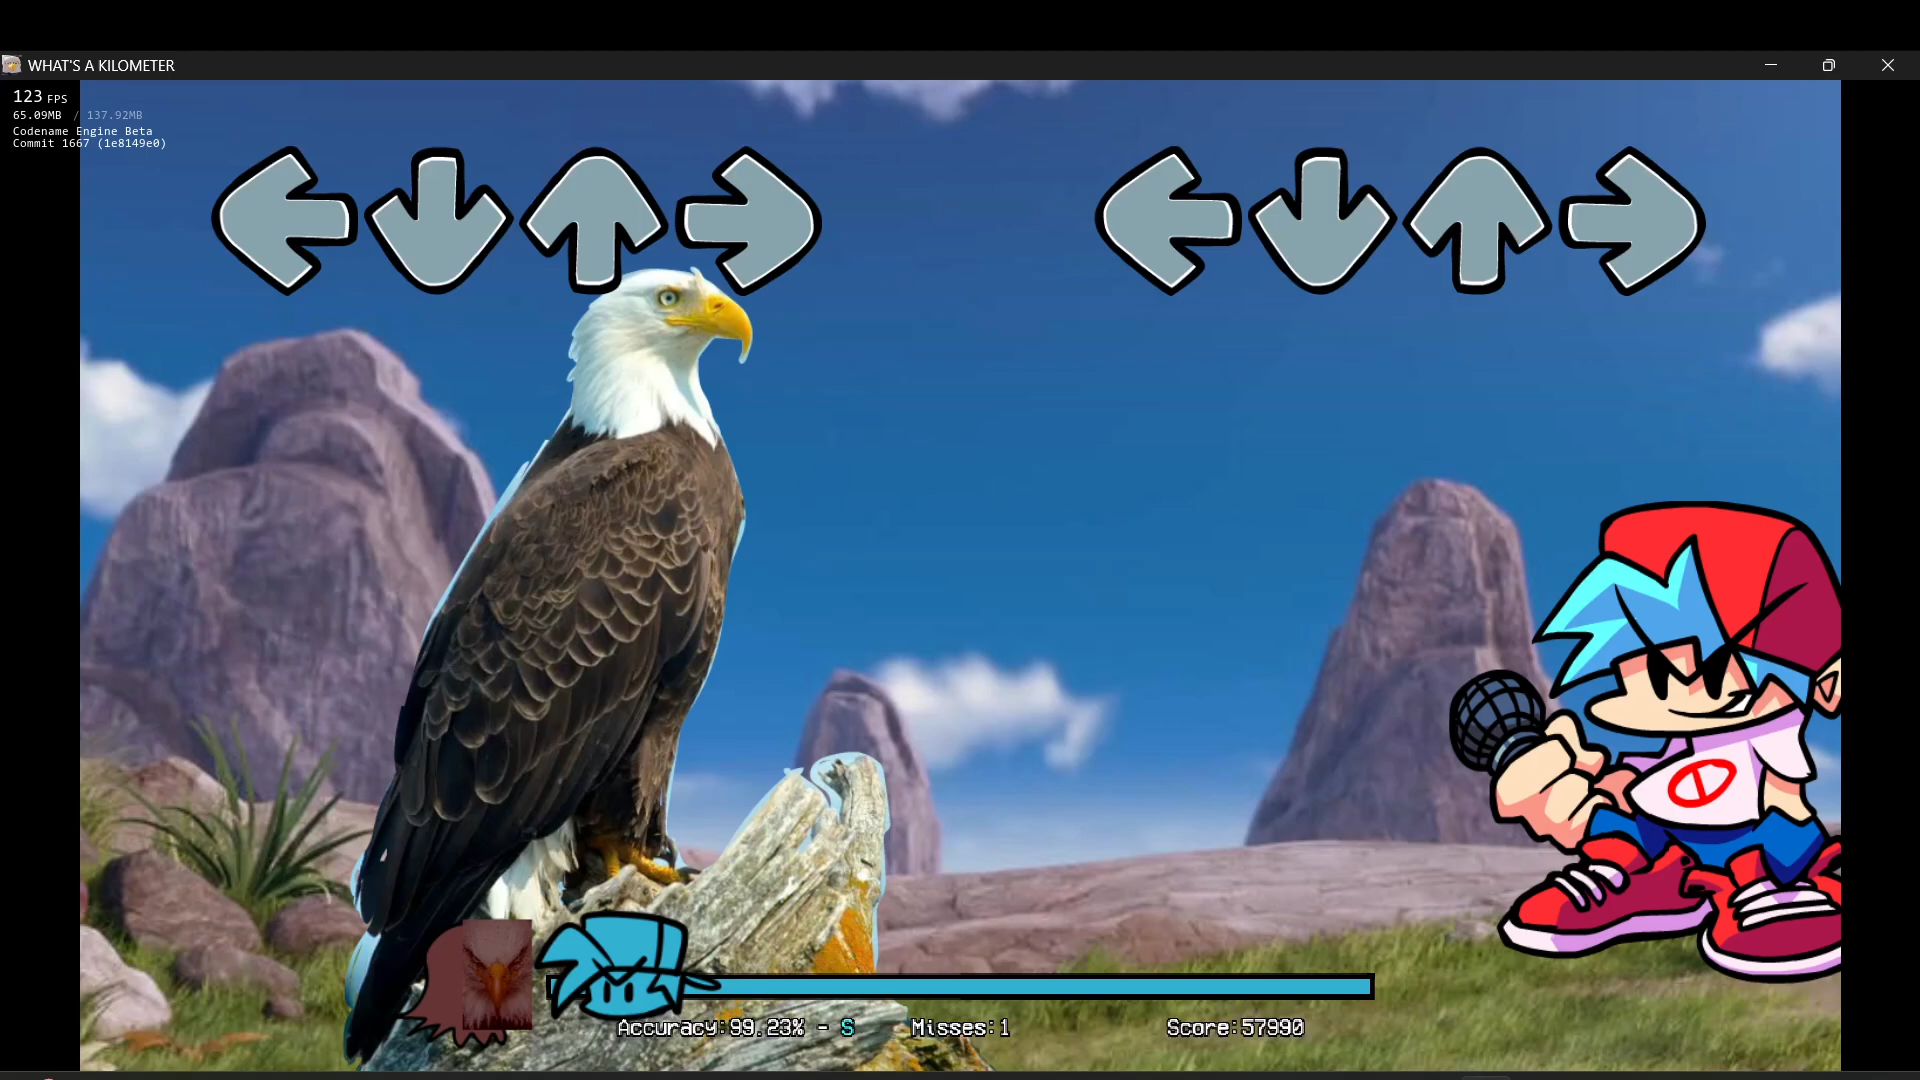 WHAT'S A KILOMETER
123 FPS
65.09MB / 137.92MB
Codename Engine Beta
Commit 1667 (1e8149e0)
Accuracy:99.23% - S Misses:1 Score:57990